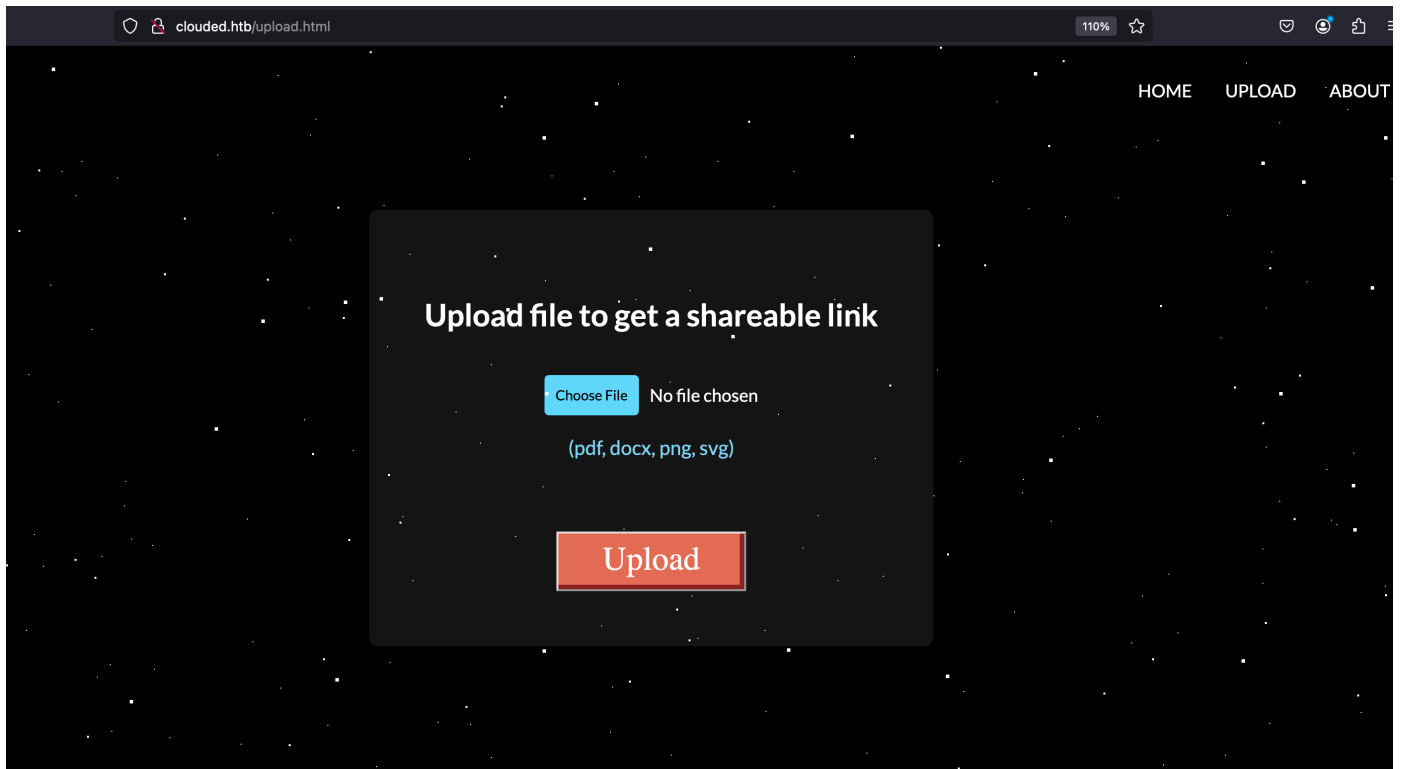 clouded.htb/upload.html 110%
HOME UPLOAD ABOUT
Upload file to get a shareable link
Choose File No file chosen
(pdf, docx, png, svg)
Upload